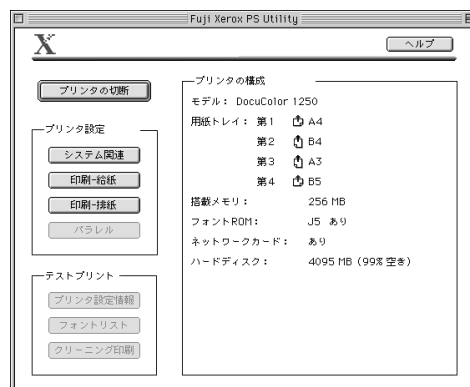 Fuji Xerox PS Utility
X
ヘルプ
プリンタの切断
プリンタ設定
システム関連
印刷-給紙
印刷-排紙
パラレル
テストプリント
プリンタ設定情報
フォントリスト
クリーニング印刷
プリンタの構成
モデル： DocuColor 1250
用紙トレイ： 第1 A4
第2 B4
第3 A3
第4 B5
搭載メモリ： 256 MB
フォントROM： J5 あり
ネットワークカード： あり
ハードディスク： 4095 MB (99% 空き)